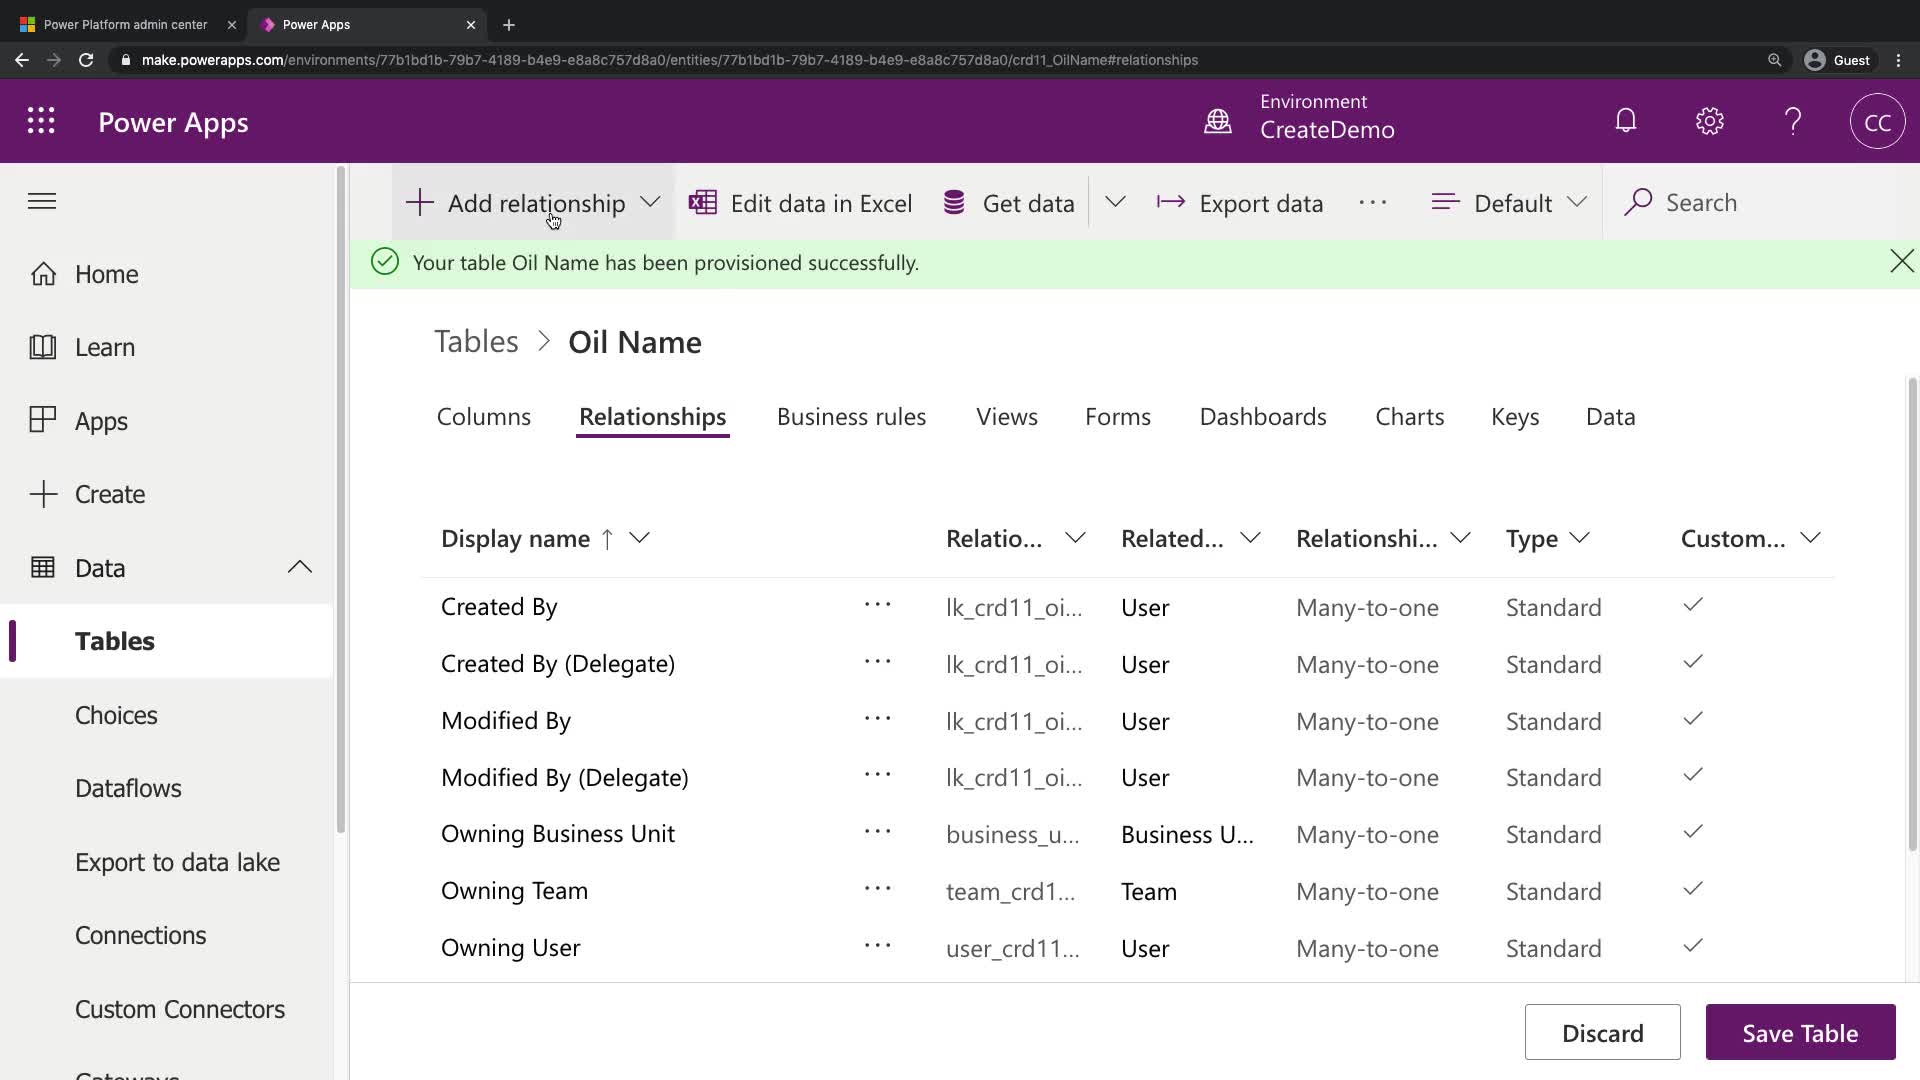 Power Platform admin center
Power Apps
make.powerapps.com/environments/77b1bd1b-79b7-4189-b4e9-e8a8c757d8a0/entities/77b1bd1b-79b7-4189-b4e9-e8a8c757d8a0/crd11_OilName#relationships
Guest
Power Apps
Environment
CreateDemo
CC
Add relationship
Edit data in Excel
Get data
Export data
Default
Search
Your table Oil Name has been provisioned successfully.
Home
Learn
Apps
Create
Data
Tables
Choices
Dataflows
Export to data lake
Connections
Custom Connectors
Tables > Oil Name
Columns Relationships Business rules Views Forms Dashboards Charts Keys Data
Display name ↑ Relatio... Related... Relationshi... Type Custom...
Created By ... lk_crd11_oi... User Many-to-one Standard
Created By (Delegate) ... lk_crd11_oi... User Many-to-one Standard
Modified By ... lk_crd11_oi... User Many-to-one Standard
Modified By (Delegate) ... lk_crd11_oi... User Many-to-one Standard
Owning Business Unit ... business_u... Business U... Many-to-one Standard
Owning Team ... team_crd1... Team Many-to-one Standard
Owning User ... user_crd11... User Many-to-one Standard
Discard
Save Table